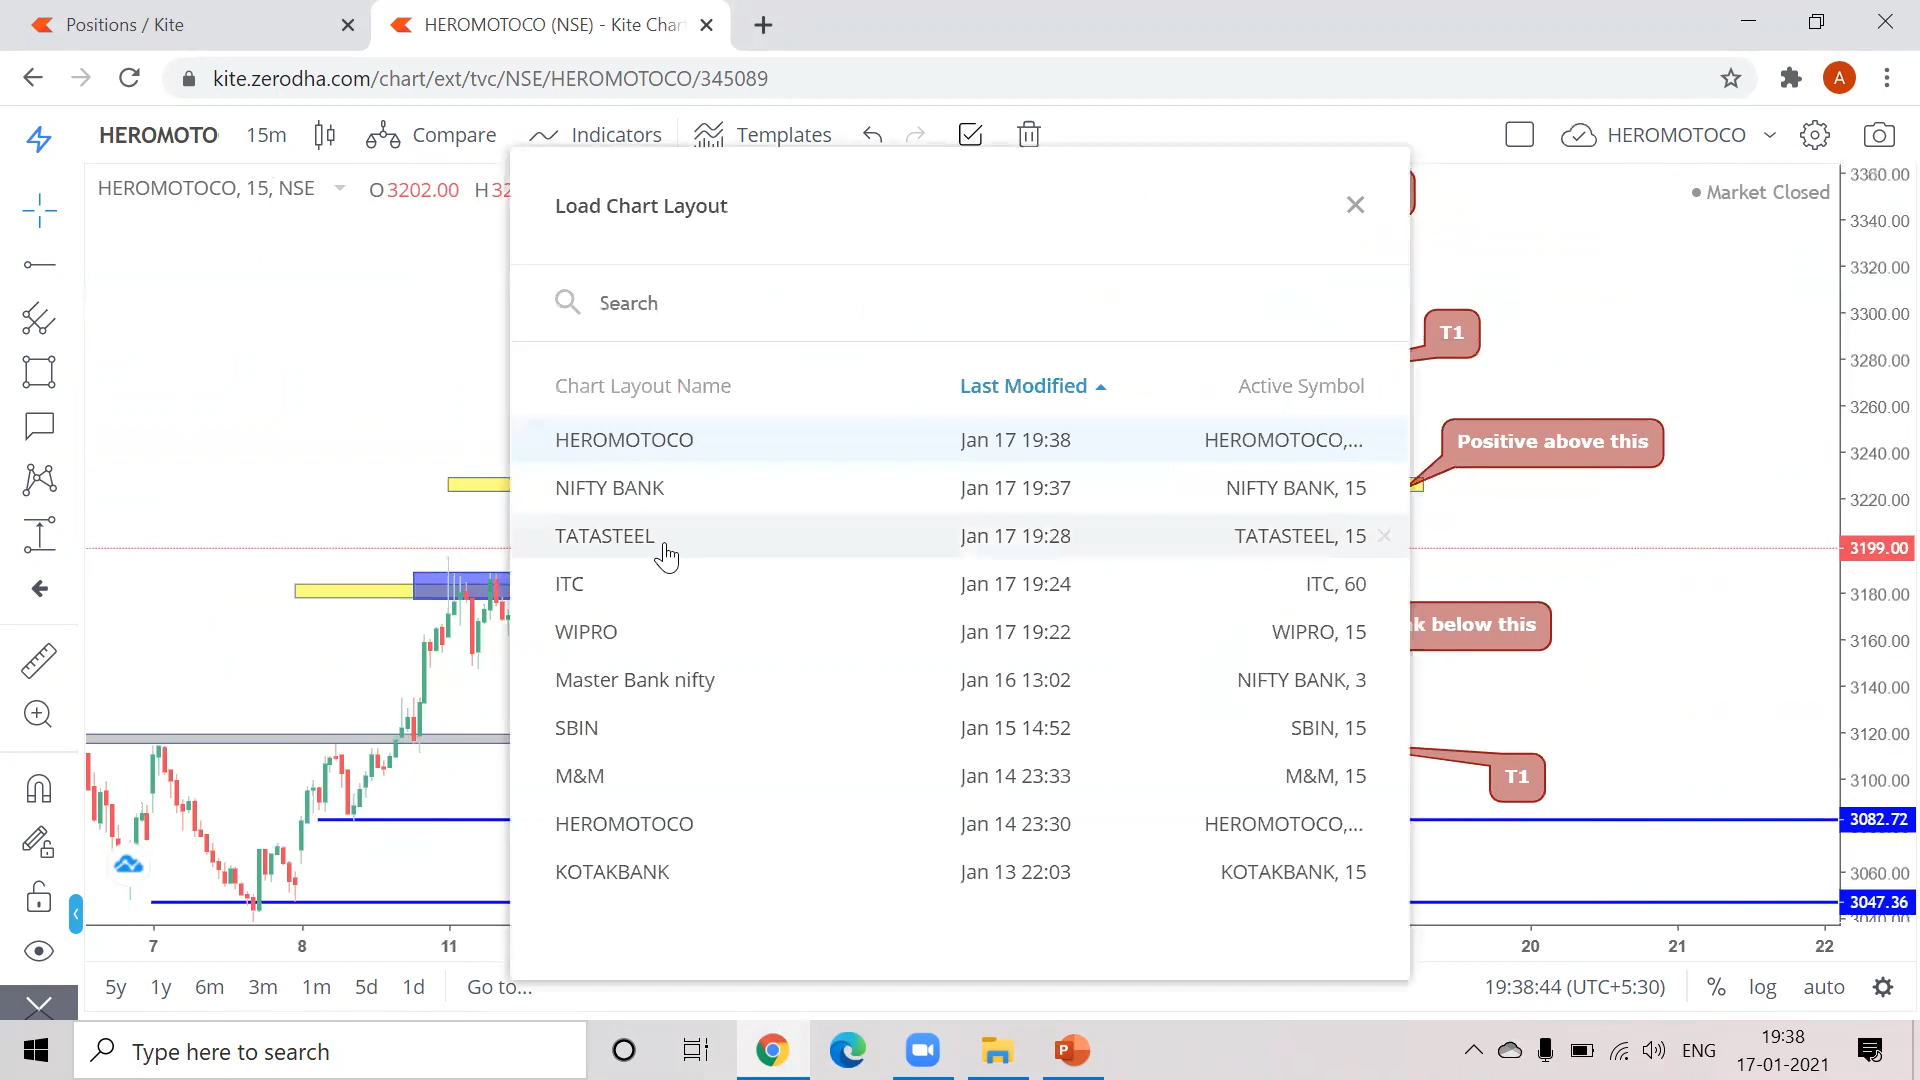 Positions / Kite
HEROMOTOCO (NSE) - Kite Char
kite.zerodha.com/chart/ext/tvc/NSE/HEROMOTOCO/345089
A
HEROMOTO
15m
Compare
Indicators
Templates
HEROMOTOCO
HEROMOTOCO, 15, NSE
O3202.00
H32
Market Closed
Load Chart Layout
Search
Chart Layout Name Last Modified Active Symbol
HEROMOTOCO Jan 17 19:38 HEROMOTOCO,...
NIFTY BANK Jan 17 19:37 NIFTY BANK, 15
TATASTEEL Jan 17 19:28 TATASTEEL, 15
ITC Jan 17 19:24 ITC, 60
WIPRO Jan 17 19:22 WIPRO, 15
Master Bank nifty Jan 16 13:02 NIFTY BANK, 3
SBIN Jan 15 14:52 SBIN, 15
M&M Jan 14 23:33 M&M, 15
HEROMOTOCO Jan 14 23:30 HEROMOTOCO,...
KOTAKBANK Jan 13 22:03 KOTAKBANK, 15
T1
Positive above this
k below this
T1
3360.00
3340.00
3320.00
3300.00
3280.00
3260.00
3240.00
3220.00
3199.00
3180.00
3160.00
3140.00
3120.00
3100.00
3082.72
3060.00
3047.36
3040.00
7 8 11 20 21 22
5y 1y 6m 3m 1m 5d 1d Go to...
19:38:44 (UTC+5:30) % log auto
Type here to search
P
ENG
19:38
17-01-2021